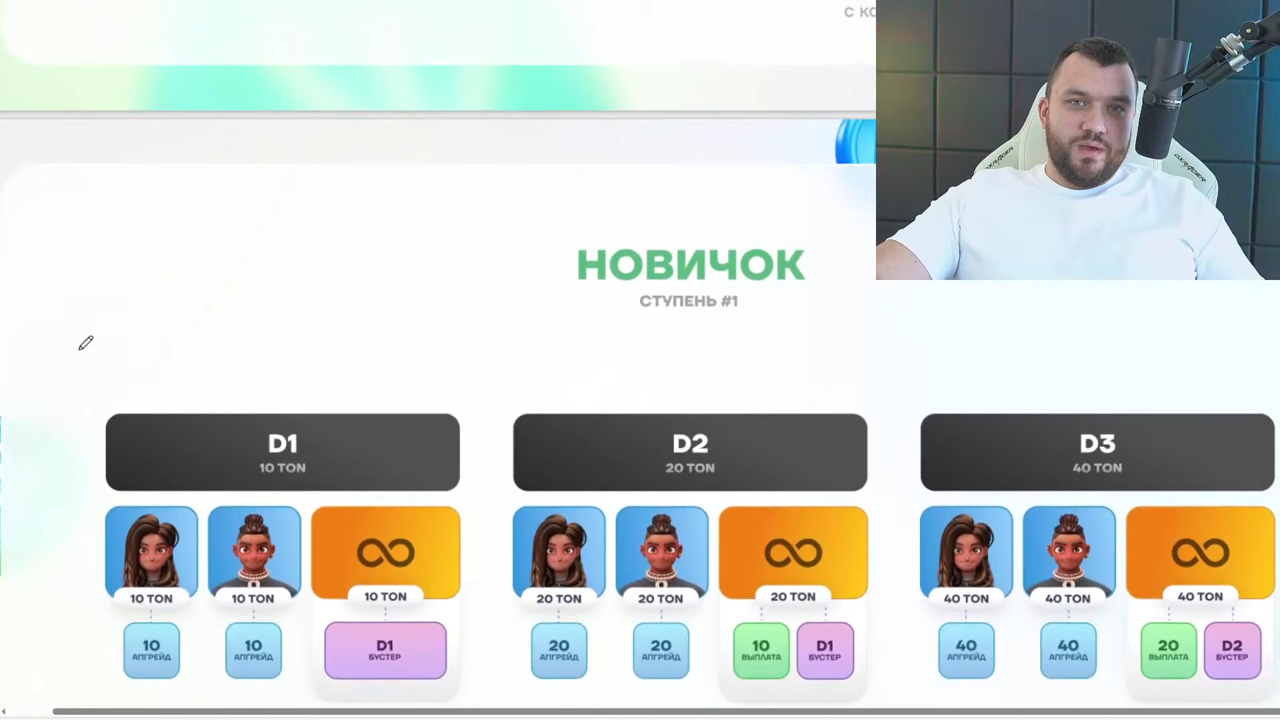 С КО
НОВИЧОК
СТУПЕНЬ #1
D1
10 TON
D2
20 TON
D3
40 TON
10 TON
10 TON
10 TON
20 TON
20 TON
20 TON
40 TON
40 TON
40 TON
10
АПГРЕЙД
10
АПГРЕЙД
D1
БУСТЕР
20
АПГРЕЙД
20
АПГРЕЙД
10
ВЫПЛАТА
D1
БУСТЕР
40
АПГРЕЙД
40
АПГРЕЙД
20
ВЫПЛАТА
D2
БУСТЕР